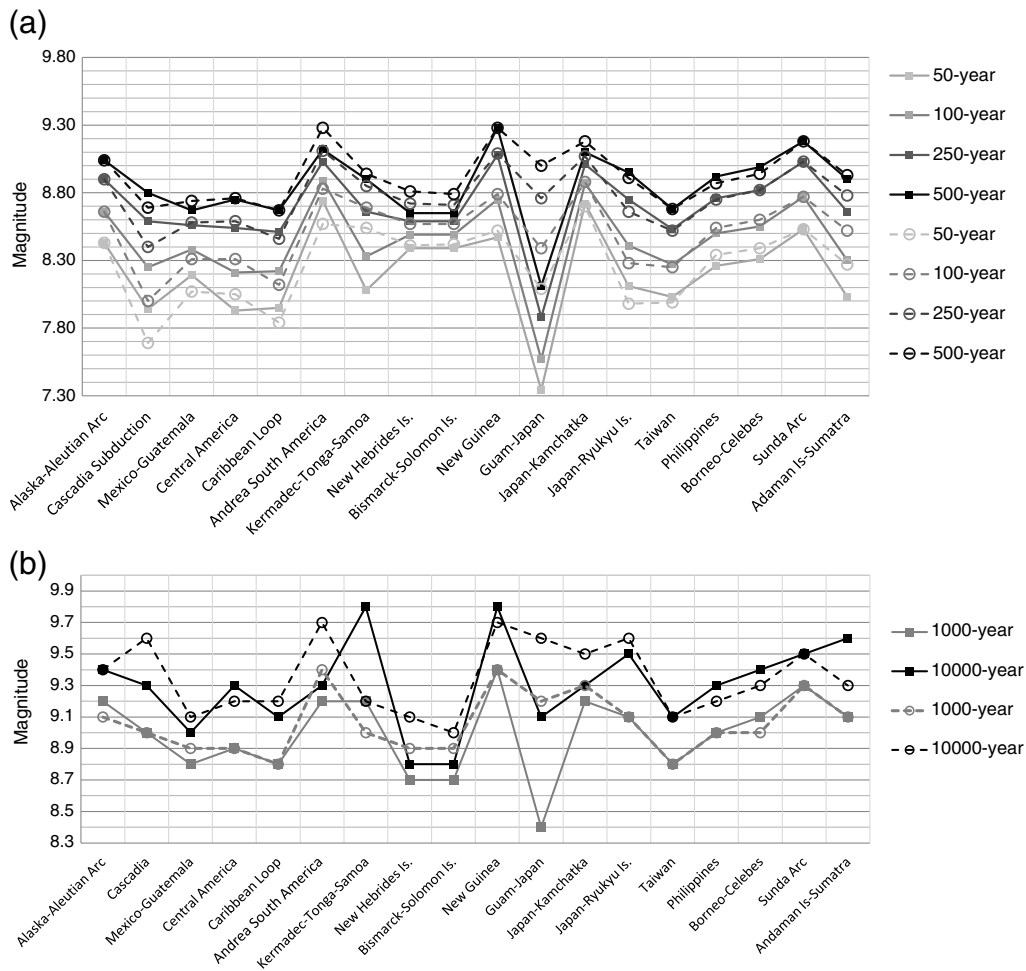 (a)
9.80
9.30
8.80
8.30
7.80
7.30
Magnitude
50-year
100-year
250-year
500-year
50-year
100-year
250-year
500-year
Alaska-Aleutian Arc
Cascadia Subduction
Mexico-Guatemala
Central America
Caribbean Loop
Andrea South America
Kermadec-Tonga-Samoa
New Hebrides Is.
Bismarck-Solomon Is.
New Guinea
Guam-Japan
Japan-Kamchatka
Japan-Ryukyu Is.
Taiwan
Philippines
Borneo-Celebes
Sunda Arc
Adaman Is-Sumatra
(b)
9.9
9.7
9.5
9.3
9.1
8.9
8.7
8.5
8.3
Magnitude
1000-year
10000-year
1000-year
10000-year
Alaska-Aleutian Arc
Cascadia
Mexico-Guatemala
Central America
Caribbean Loop
Andrea South America
Kermadec-Tonga-Samoa
New Hebrides Is.
Bismarck-Solomon Is.
New Guinea
Guam-Japan
Japan-Kamchatka
Japan-Ryukyu Is.
Taiwan
Philippines
Borneo-Celebes
Sunda Arc
Andaman Is-Sumatra